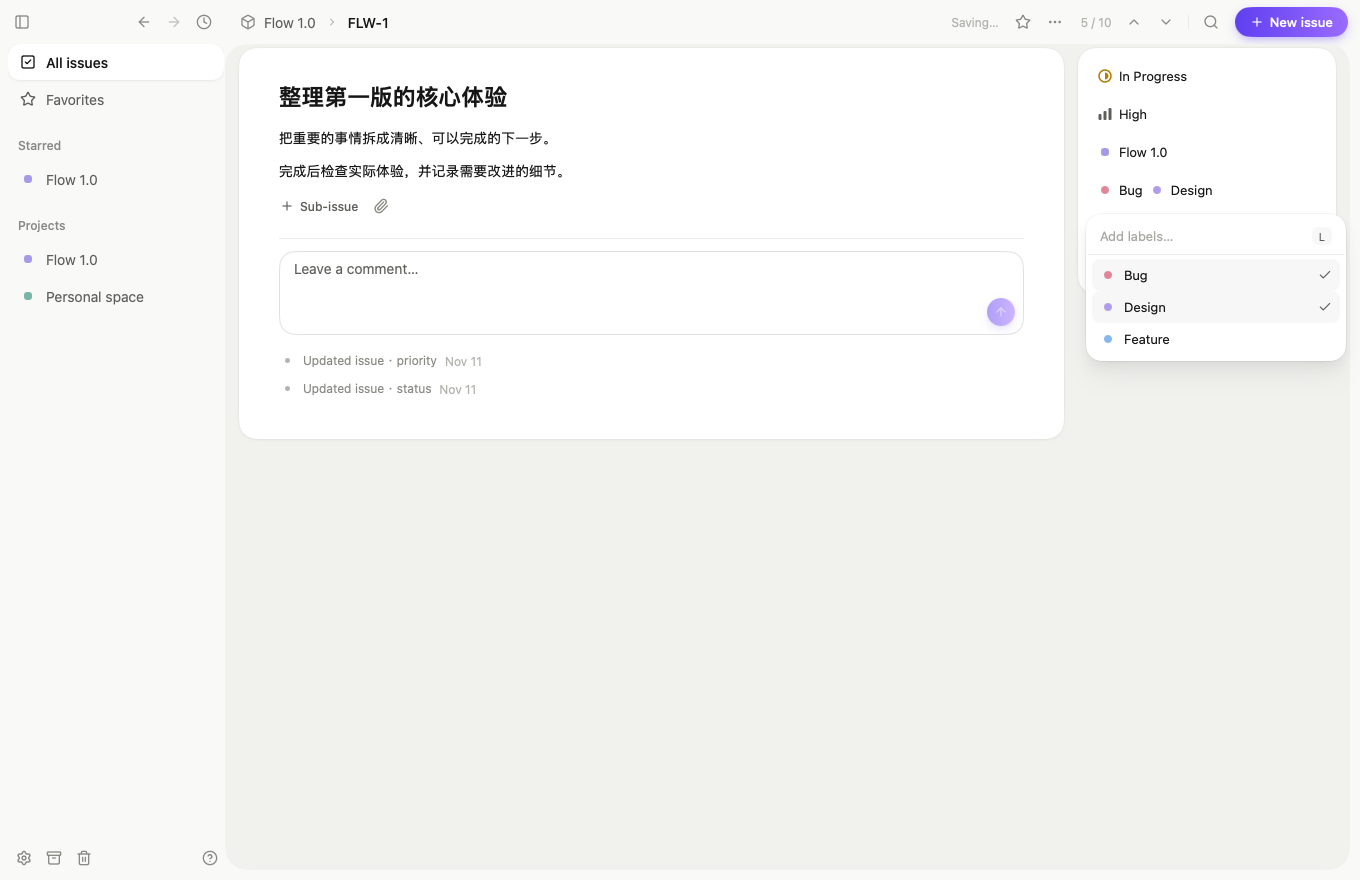 Flow 1.0 › FLW-1
Saving...
5 / 10
+ New issue
All issues
Favorites
Starred
Flow 1.0
Projects
Flow 1.0
Personal space
整理第一版的核心体验
把重要的事情拆成清晰、可以完成的下一步。
完成后检查实际体验，并记录需要改进的细节。
+ Sub-issue
Leave a comment...
Updated issue · priority Nov 11
Updated issue · status Nov 11
In Progress
High
Flow 1.0
Bug Design
Add labels... L
Bug
Design
Feature